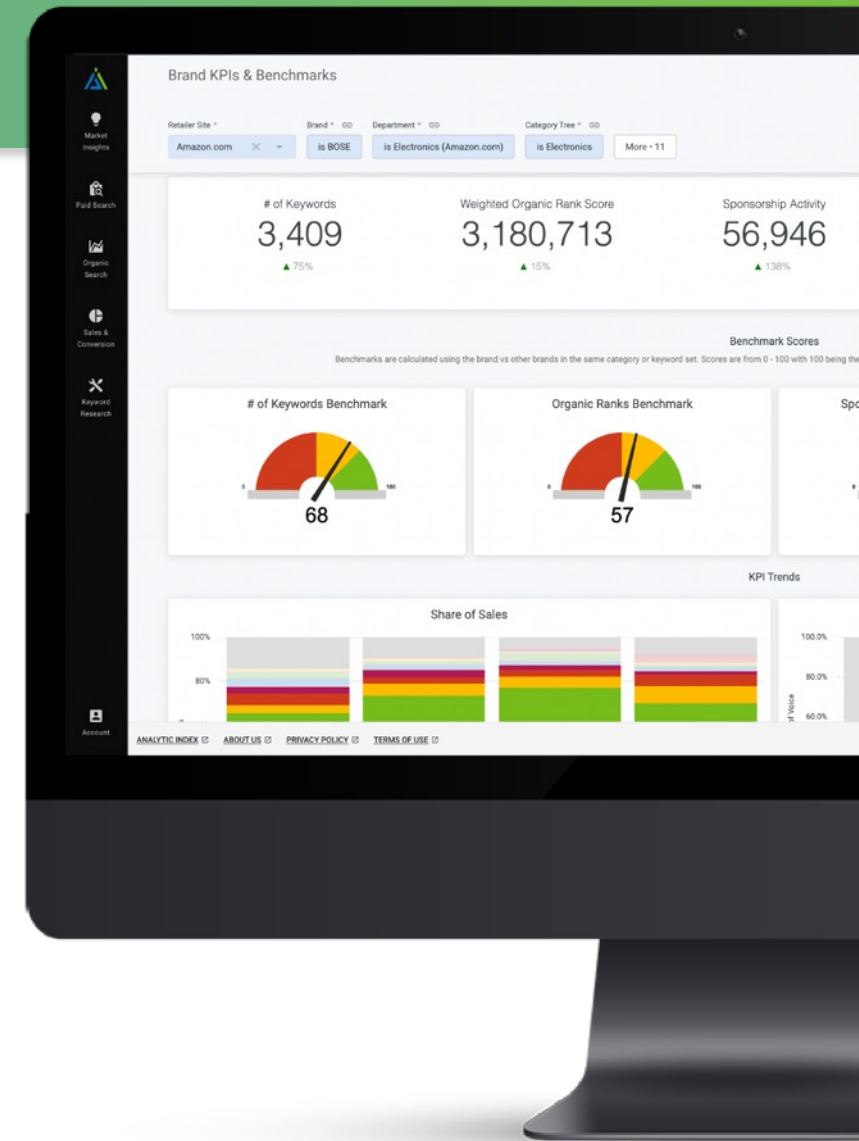 Brand KPIs & Benchmarks
Retailer Site *
Brand *
Department *
Category Tree *
Amazon.com
is BOSE
is Electronics (Amazon.com)
is Electronics
More • 11
Market
Insights
Paid Search
Organic
Search
Sales &
Conversion
Keyword
Research
Account
# of Keywords
3,409
▲ 75%
Weighted Organic Rank Score
3,180,713
▲ 15%
Sponsorship Activity
56,946
▲ 138%
Benchmark Scores
Benchmarks are calculated using the brand vs other brands in the same category or keyword set. Scores are from 0 - 100 with 100 being the
# of Keywords Benchmark
0
100
68
Organic Ranks Benchmark
0
100
57
Spo
0
KPI Trends
Share of Sales
100%
80%
100.0%
80.0%
60.0%
of Voice
ANALYTIC INDEX
ABOUT US
PRIVACY POLICY
TERMS OF USE